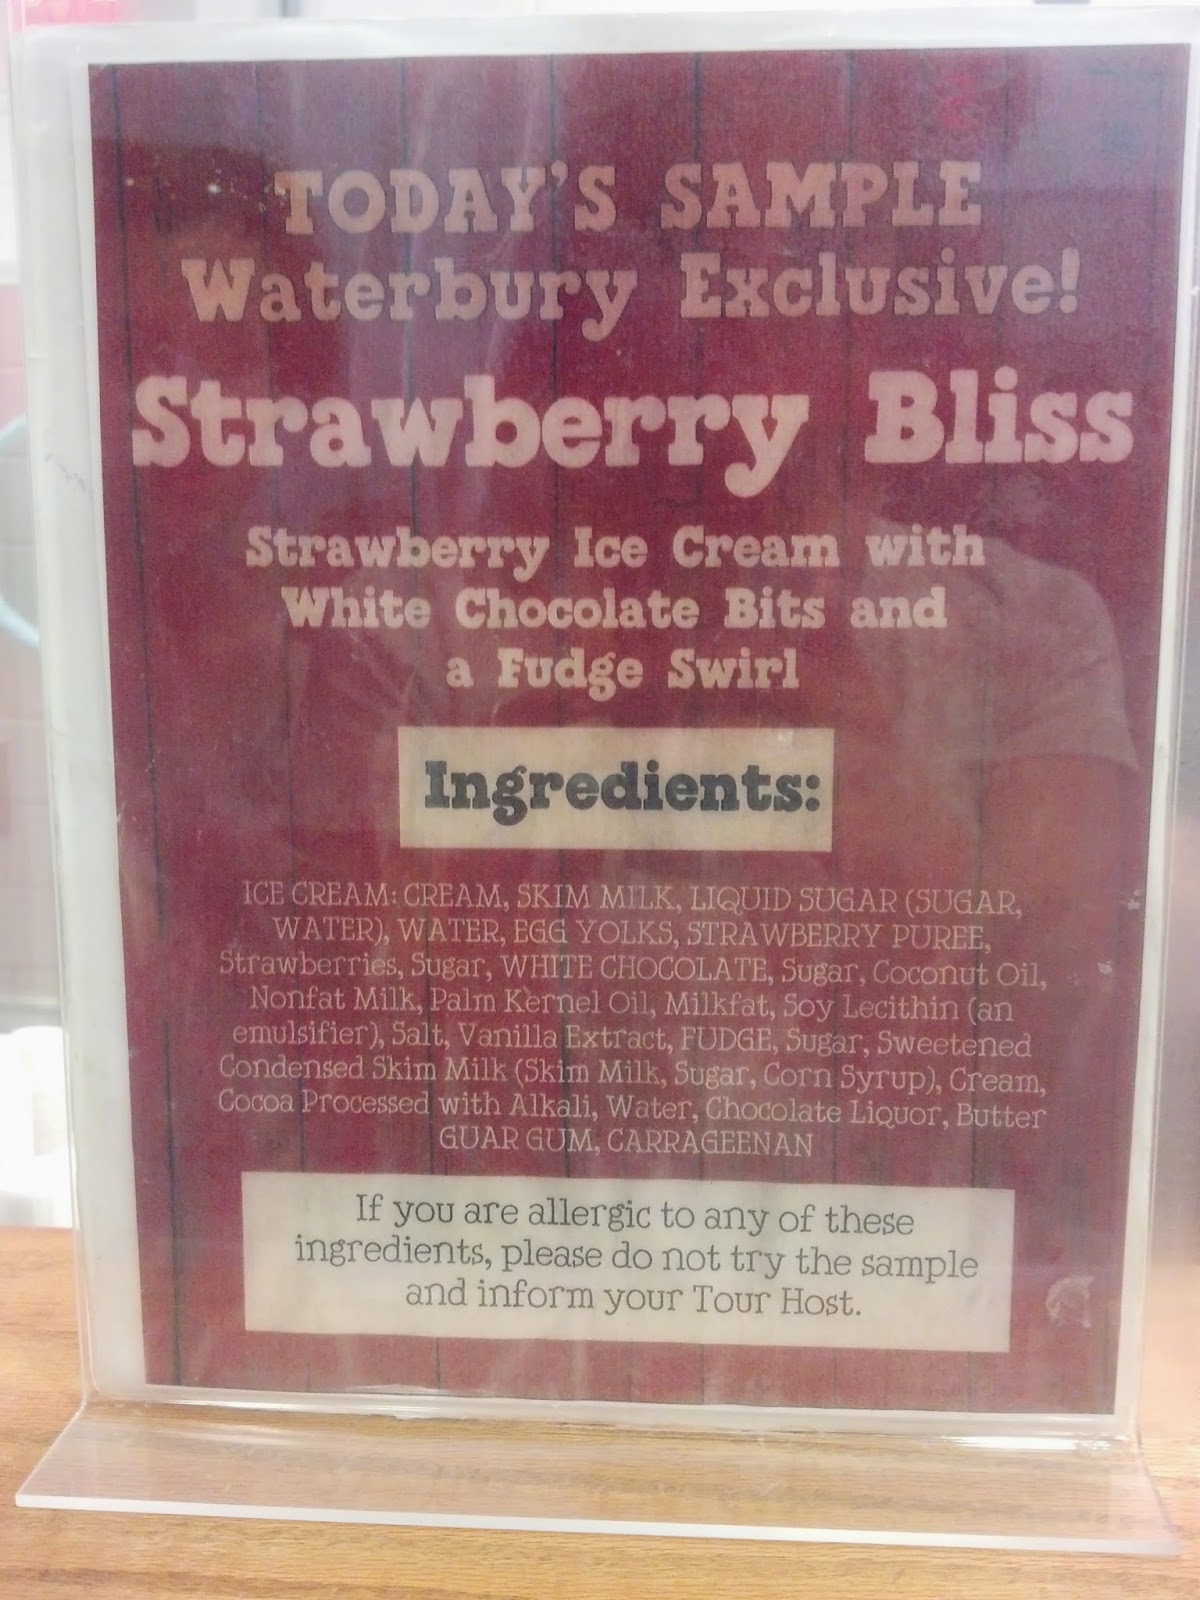 TODAY'S SAMPLE
Waterbury Exclusive!
Strawberry Bliss
Strawberry Ice Cream with
White Chocolate Bits and
a Fudge Swirl
Ingredients:
ICE CREAM: CREAM, SKIM MILK, LIQUID SUGAR (SUGAR,
WATER), WATER, EGG YOLKS, STRAWBERRY PUREE,
Strawberries, Sugar, WHITE CHOCOLATE, Sugar, Coconut Oil,
Nonfat Milk, Palm Kernel Oil, Milkfat, Soy Lecithin (an
emulsifier), Salt, Vanilla Extract, FUDGE, Sugar, Sweetened
Condensed Skim Milk (Skim Milk, Sugar, Corn Syrup), Cream,
Cocoa Processed with Alkali, Water, Chocolate Liquor, Butter
GUAR GUM, CARRAGEENAN
If you are allergic to any of these
ingredients, please do not try the sample
and inform your Tour Host.